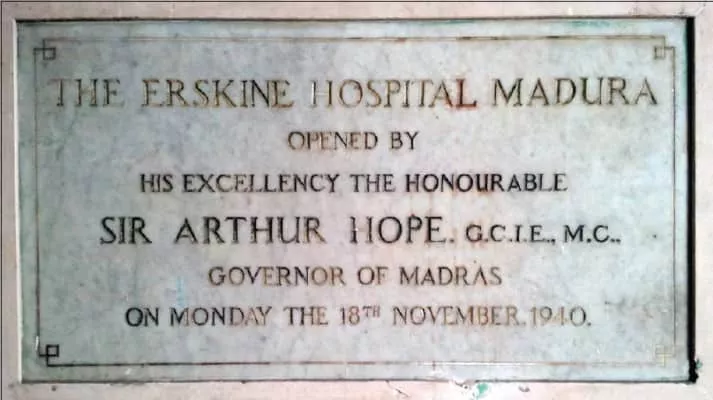 THE ERSKINE HOSPITAL MADURA
OPENED BY
HIS EXCELLENCY THE HONOURABLE
SIR ARTHUR HOPE. G.C.I.E., M.C.,
GOVERNOR OF MADRAS
ON MONDAY THE 18TH NOVEMBER. 1940.